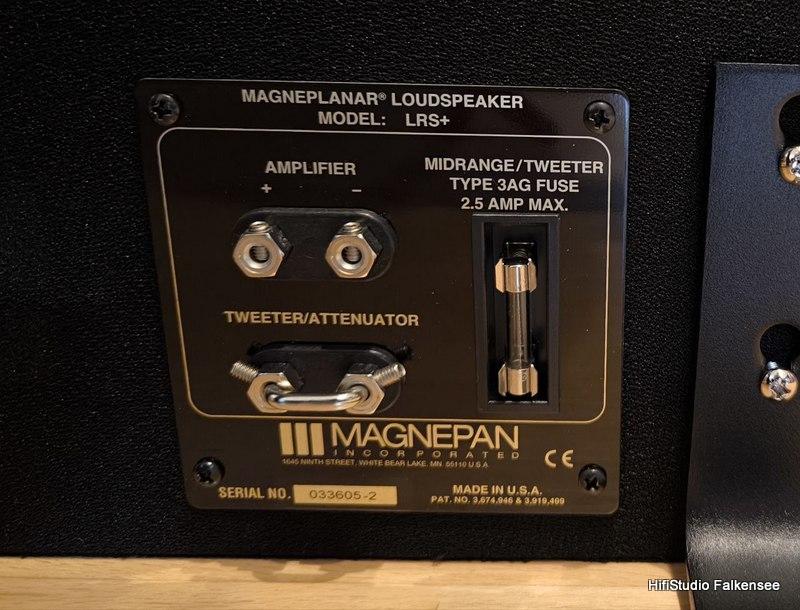 MAGNEPLANAR® LOUDSPEAKER
MODEL: LRS+
AMPLIFIER
+ −
MIDRANGE/TWEETER
TYPE 3AG FUSE
2.5 AMP MAX.
TWEETER/ATTENUATOR
MAGNEPAN
INCORPORATED
1645 NINTH STREET, WHITE BEAR LAKE, MN. 55110 U.S.A
CE
SERIAL NO. 033605-2
MADE IN U.S.A.
PAT. NO. 3,674,946 & 3,919,499
HifiStudio Falkensee